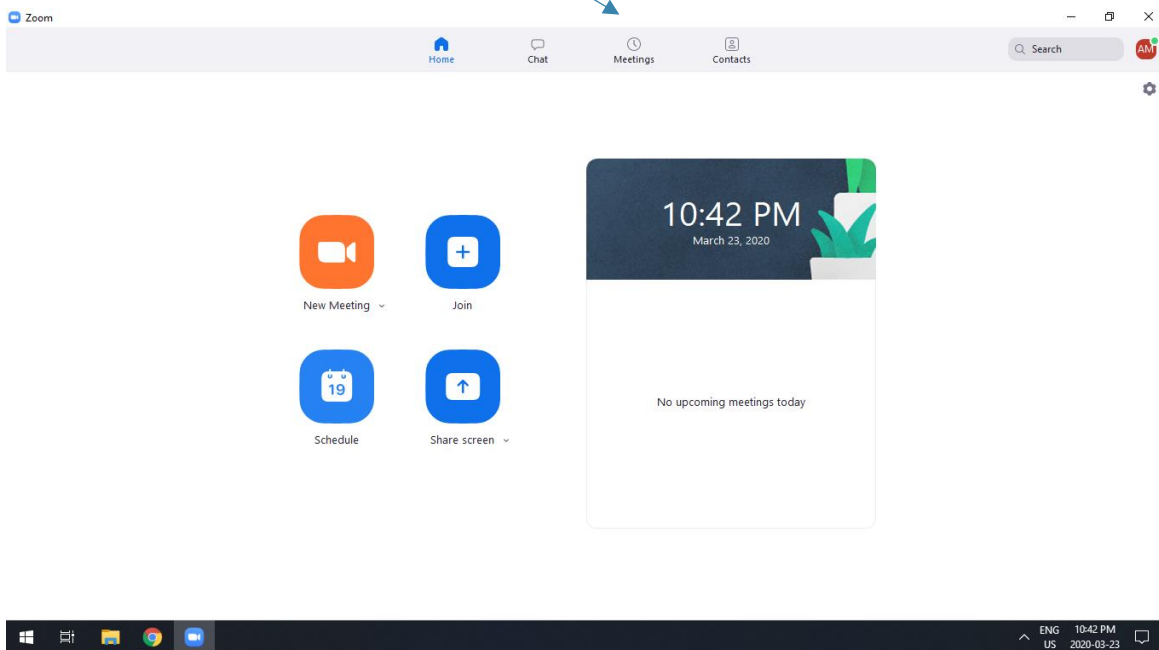 Zoom
Home Chat Meetings Contacts Search AM
10:42 PM
March 23, 2020
New Meeting Join
19
Schedule Share screen
No upcoming meetings today
ENG 10:42 PM
US 2020-03-23